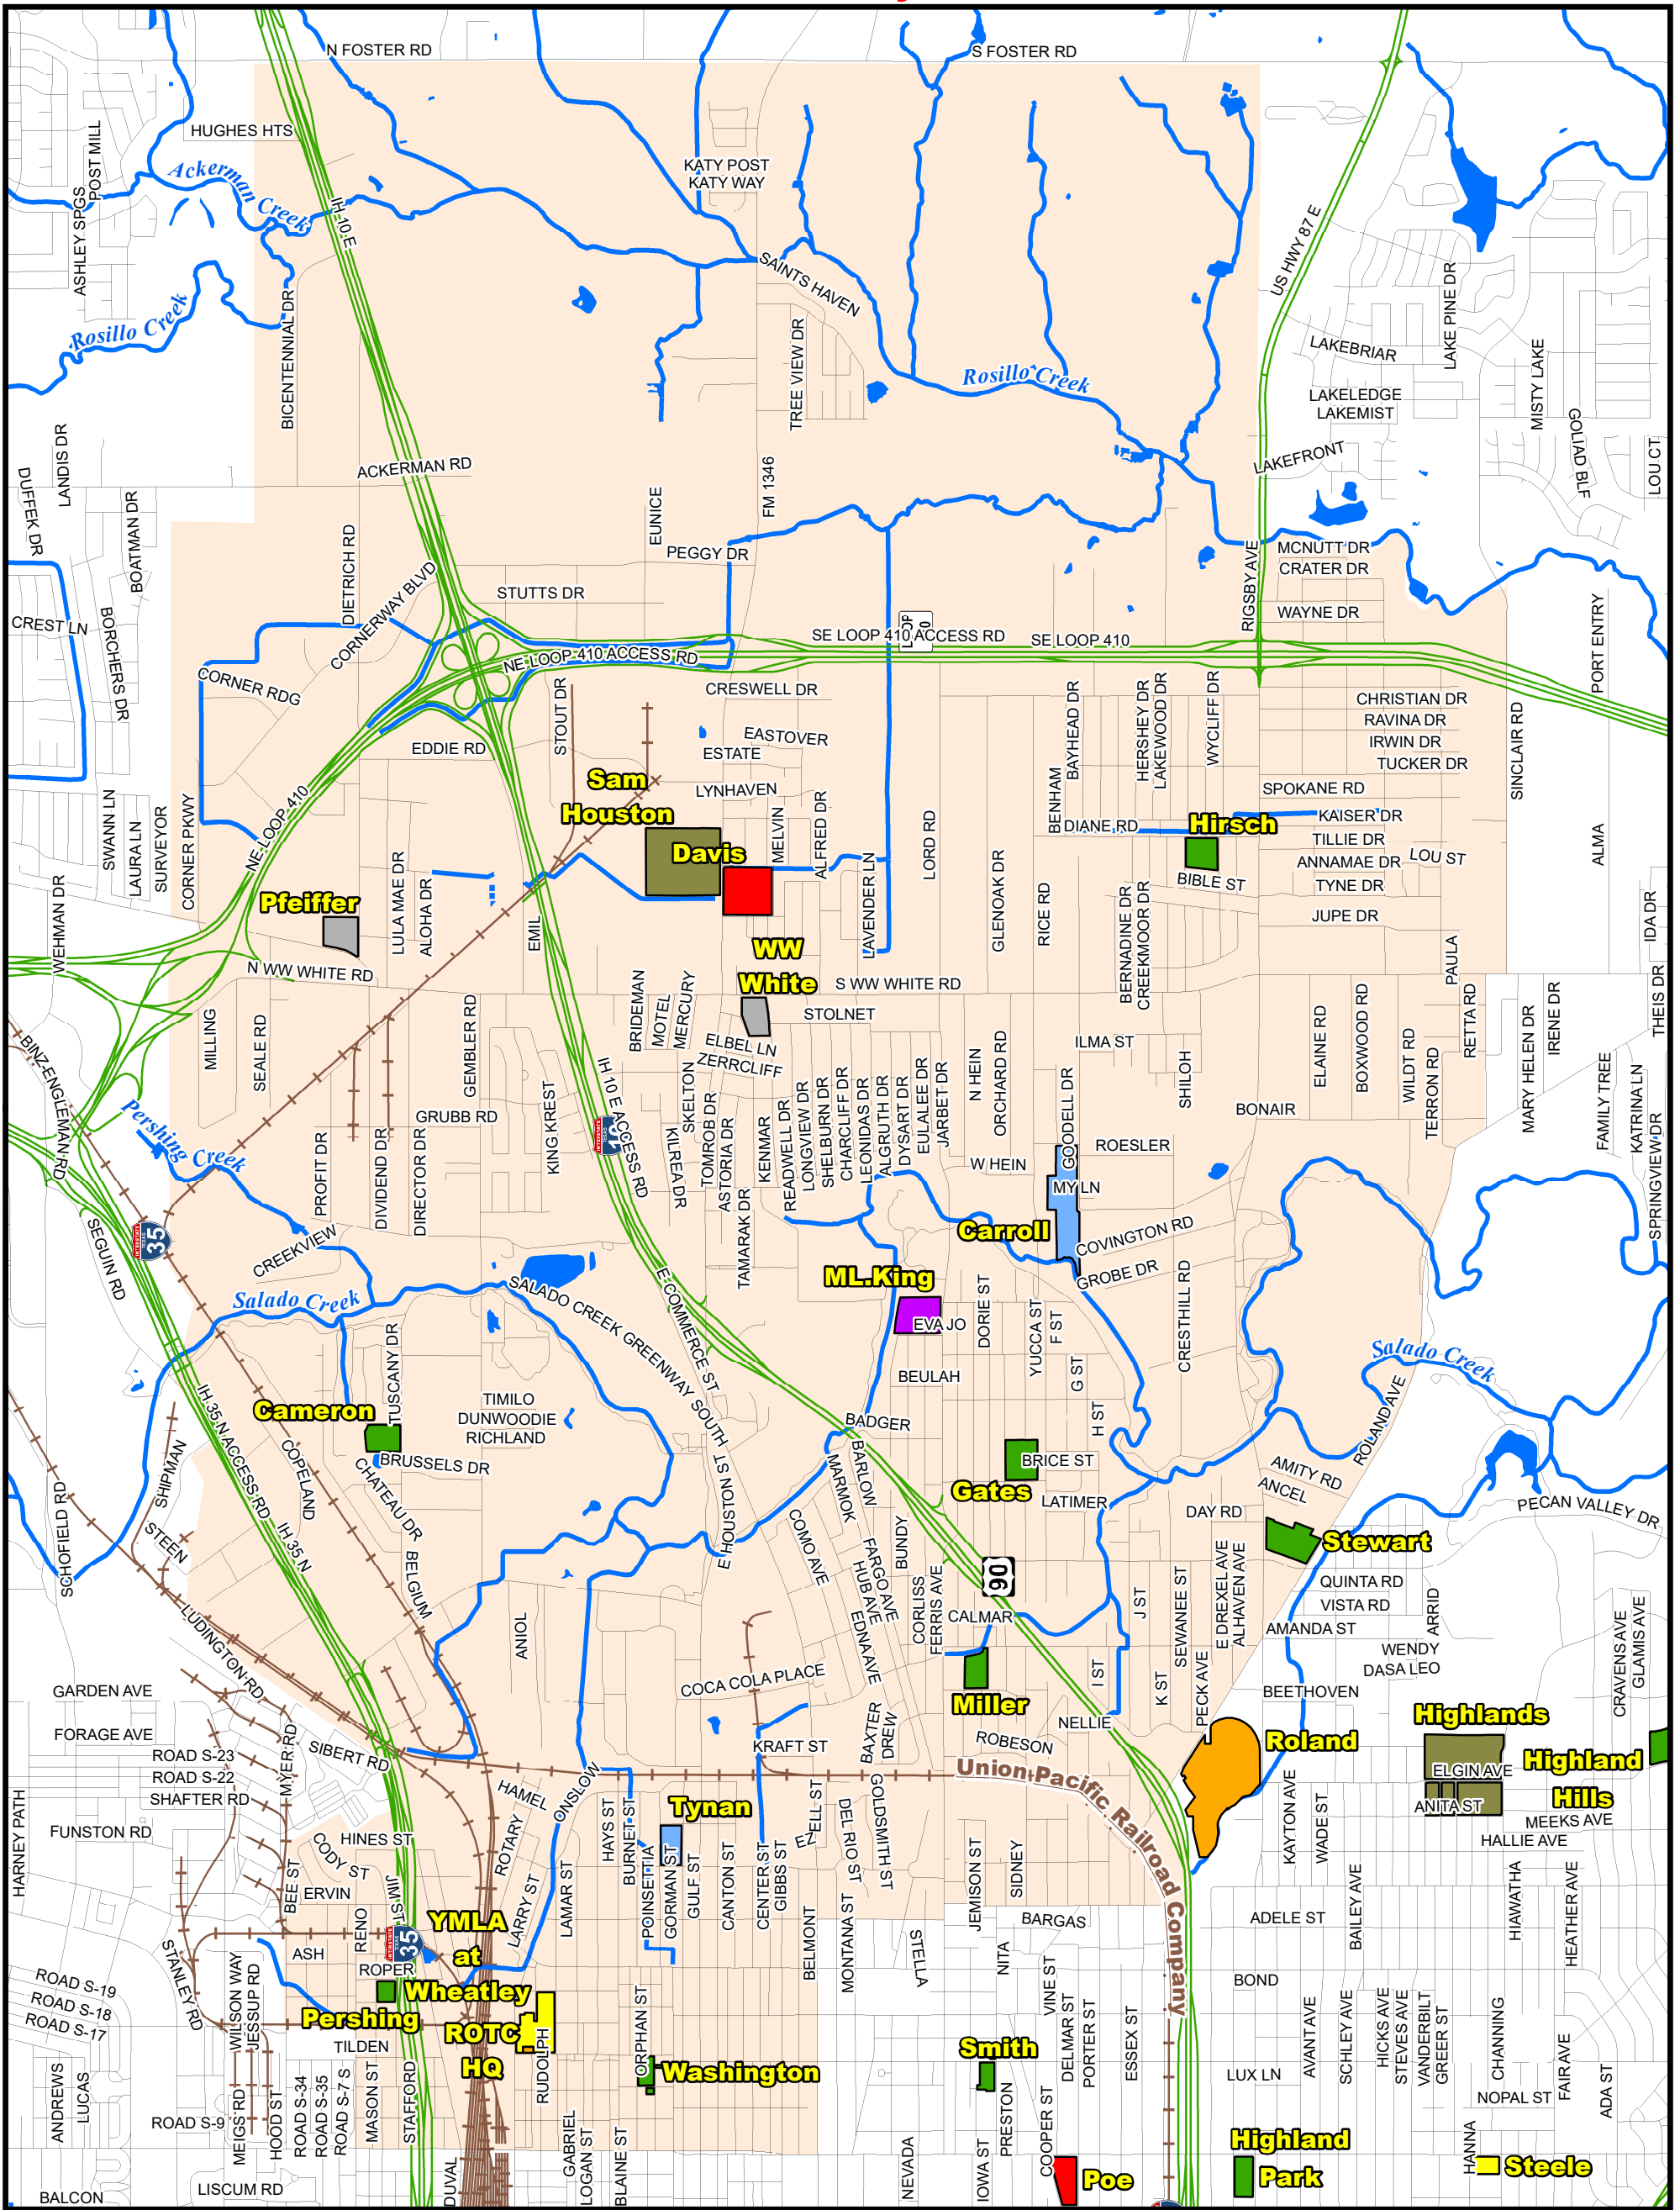 N FOSTER RD
S FOSTER RD
HUGHES HTS
POST MILL
ASHLEY SPGS
Ackerman Creek
IH 10 E
KATY POST
KATY WAY
US HWY 87 E
SAINTS HAVEN
Rosillo Creek
BICENTENNIAL DR
TREE VIEW DR
Rosillo Creek
LAKEBRIAR
LAKE PINE DR
MISTY LAKE
LAKELEDGE
LAKEMIST
GOLIAD BLF
LOU CT
LAKEFRONT
LANDIS DR
DUFFEK DR
BOATMAN DR
ACKERMAN RD
FM 1346
EUNICE
PEGGY DR
DIETRICH RD
CORNERWAY BLVD
STUTTS DR
RIGSBY AVE
MCNUTT DR
CRATER DR
WAYNE DR
PORT ENTRY
CREST LN
BORCHERS DR
SE LOOP 410 ACCESS RD
LOOP
SE LOOP 410
NE LOOP 410 ACCESS RD
CORNER RDG
CRESWELL DR
STOUT DR
EDDIE RD
EASTOVER
ESTATE
BAYHEAD DR
HERSHEY DR
LAKEWOOD DR
WYCLIFF DR
CHRISTIAN DR
RAVINA DR
IRWIN DR
TUCKER DR
SINCLAIR RD
Sam
Houston
LYNHAVEN
SPOKANE RD
NE LOOP 410
SWANN LN
LAURA LN
SURVEYOR
CORNER PKWY
MELVIN
ALFRED DR
LORD RD
BENHAM
DIANE RD
Hirsch
KAISER DR
TILLIE DR
ANNAMAE DR
LOU ST
TYNE DR
ALMA
Davis
BIBLE ST
LULA MAE DR
ALOHA DR
LAVENDER LN
GLENOAK DR
RICE RD
BERNADINE DR
CREEKMOOR DR
JUPE DR
PAULA
IDA DR
Pfeiffer
WEHMAN DR
EMIL
WW
White
N WW WHITE RD
S WW WHITE RD
STOLNET
MILLING
SEALE RD
GEMBLER RD
BRIDEMAN
MOTEL
MERCURY
ELBEL LN
ZERRCLIFF
ILMA ST
ELAINE RD
BOXWOOD RD
WILDT RD
TERRON RD
RETTA RD
MARY HELEN DR
IRENE DR
THEIS DR
BINZ-ENGLEMAN RD
Pershing Creek
GRUBB RD
KING KREST
IH 10 E ACCESS RD
SKELTON
KILREA DR
TOMROB DR
ASTORIA DR
TAMARAK DR
KENMAR
READWELL DR
LONGVIEW DR
SHELBURN DR
CHARCLIFF DR
LEONIDAS DR
ALGRUTH DR
DYSART DR
EULALEE DR
JARBET DR
N HEIN
ORCHARD RD
W HEIN
GOODELL DR
SHILOH
BONAIR
ROESLER
MY LN
FAMILY TREE
KATRINA LN
SPRINGVIEW DR
PROFIT DR
DIVIDEND DR
DIRECTOR DR
INTERSTATE
TEXAS
35
SEGUIN RD
CREEKVIEW
Carroll
COVINGTON RD
GROBE DR
Salado Creek
SALADO CREEK GREENWAY SOUTH
E COMMERCE ST
ML.King
EVA JO
DORIE ST
YUCCA ST
F ST
G ST
H ST
CRESTHILL RD
Salado Creek
BEULAH
TUSCANY DR
TIMILO
DUNWOODIE
RICHLAND
Cameron
BRUSSELS DR
CHATEAU DR
COPELAND
IH 35 N ACCESS RD
IH 35 N
SHIPMAN
STEEN
SCHOFIELD RD
BADGER
BARLOW
MARMOK
BRICE ST
Gates
LATIMER
ROLAND AVE
AMITY RD
ANCEL
DAY RD
PECAN VALLEY DR
Stewart
E HOUSTON ST
COMO AVE
BUNDY
FARGO AVE
HUB AVE
EDNA AVE
CORLISS
FERRIS AVE
90
CALMAR
J ST
I ST
K ST
SEWANEE ST
E DREXEL AVE
ALHAVEN AVE
PECK AVE
QUINTA RD
VISTA RD
AMANDA ST
ARRID
WENDY
DASA LEO
CRAVENS AVE
GLAMIS AVE
BELGIUM
LUDINGTON RD
ANIOL
COCA COLA PLACE
BEETHOVEN
Miller
NELLIE
GARDEN AVE
FORAGE AVE
ROAD S-23
ROAD S-22
SHAFTER RD
FUNSTON RD
MYER RD
SIBERT RD
KRAFT ST
BAXTER
DREW
ROBESON
Union Pacific Railroad Company
Roland
Highlands
ELGIN AVE
ANITA ST
Highland
Hills
MEEKS AVE
HALLIE AVE
HARNEY PATH
HAMEL
ONSLOW
Tynan
HAYS ST
BURNET ST
ELL ST
EZ
DEL RIO ST
GOLDSMITH ST
KAYTON AVE
WADE ST
HINES ST
CODY ST
ERVIN
BEE ST
JIM ST
RENO
ROTARY
LARRY ST
LAMAR ST
POINSETTIA
GORMAN ST
GULF ST
CANTON ST
CENTER ST
GIBBS ST
BELMONT
MONTANA ST
STELLA
JEMISON ST
SIDNEY
BARGAS
NITA
ADELE ST
BAILEY AVE
HIAWATHA
HEATHER AVE
YMLA
at
Wheatley
35
ASH
ROPER
STANLEY RD
WILSON WAY
JESSUP RD
ROAD S-19
ROAD S-18
ROAD S-17
Pershing
ROTC
HQ
TILDEN
RUDOLPH
ORPHAN ST
Washington
Smith
VINE ST
DELMAR ST
PORTER ST
ESSEX ST
BOND
LUX LN
AVANT AVE
SCHLEY AVE
HICKS AVE
STEVES AVE
VANDERBILT
GREER ST
CHANNING
FAIR AVE
NOPAL ST
ADA ST
ANDREWS
LUCAS
ROAD S-9
MEIGS RD
HOOD ST
ROAD S-34
ROAD S-35
ROAD S-7 S
MASON ST
STAFFORD
GABRIEL
LOGAN ST
BLAINE ST
NEVADA
IOWA ST
PRESTON
COOPER ST
Poe
Highland
Park
HANNA
Steele
BALCON
LISCUM RD
DUVAL